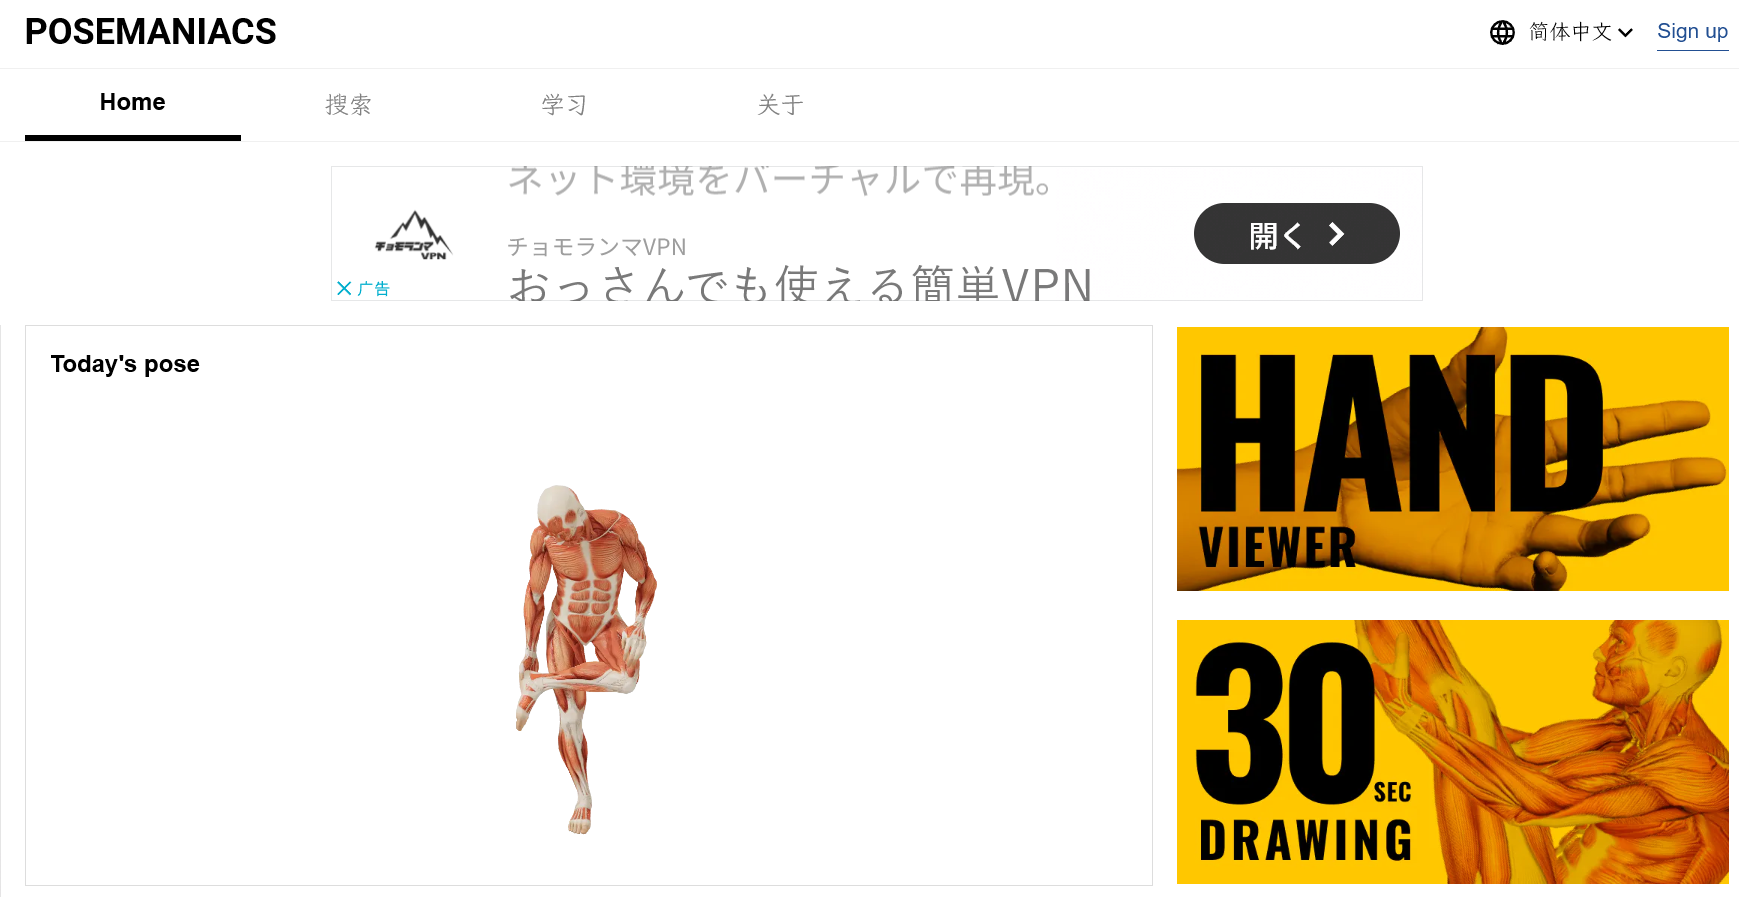 POSEMANIACS
简体中文
Sign up
Home
搜索
学习
关于
ネット環境をバーチャルで再現。
チョモランマVPN
チョモランマVPN
おっさんでも使える簡単VPN
開く
广告
Today's pose
HAND
VIEWER
30
SEC
DRAWING